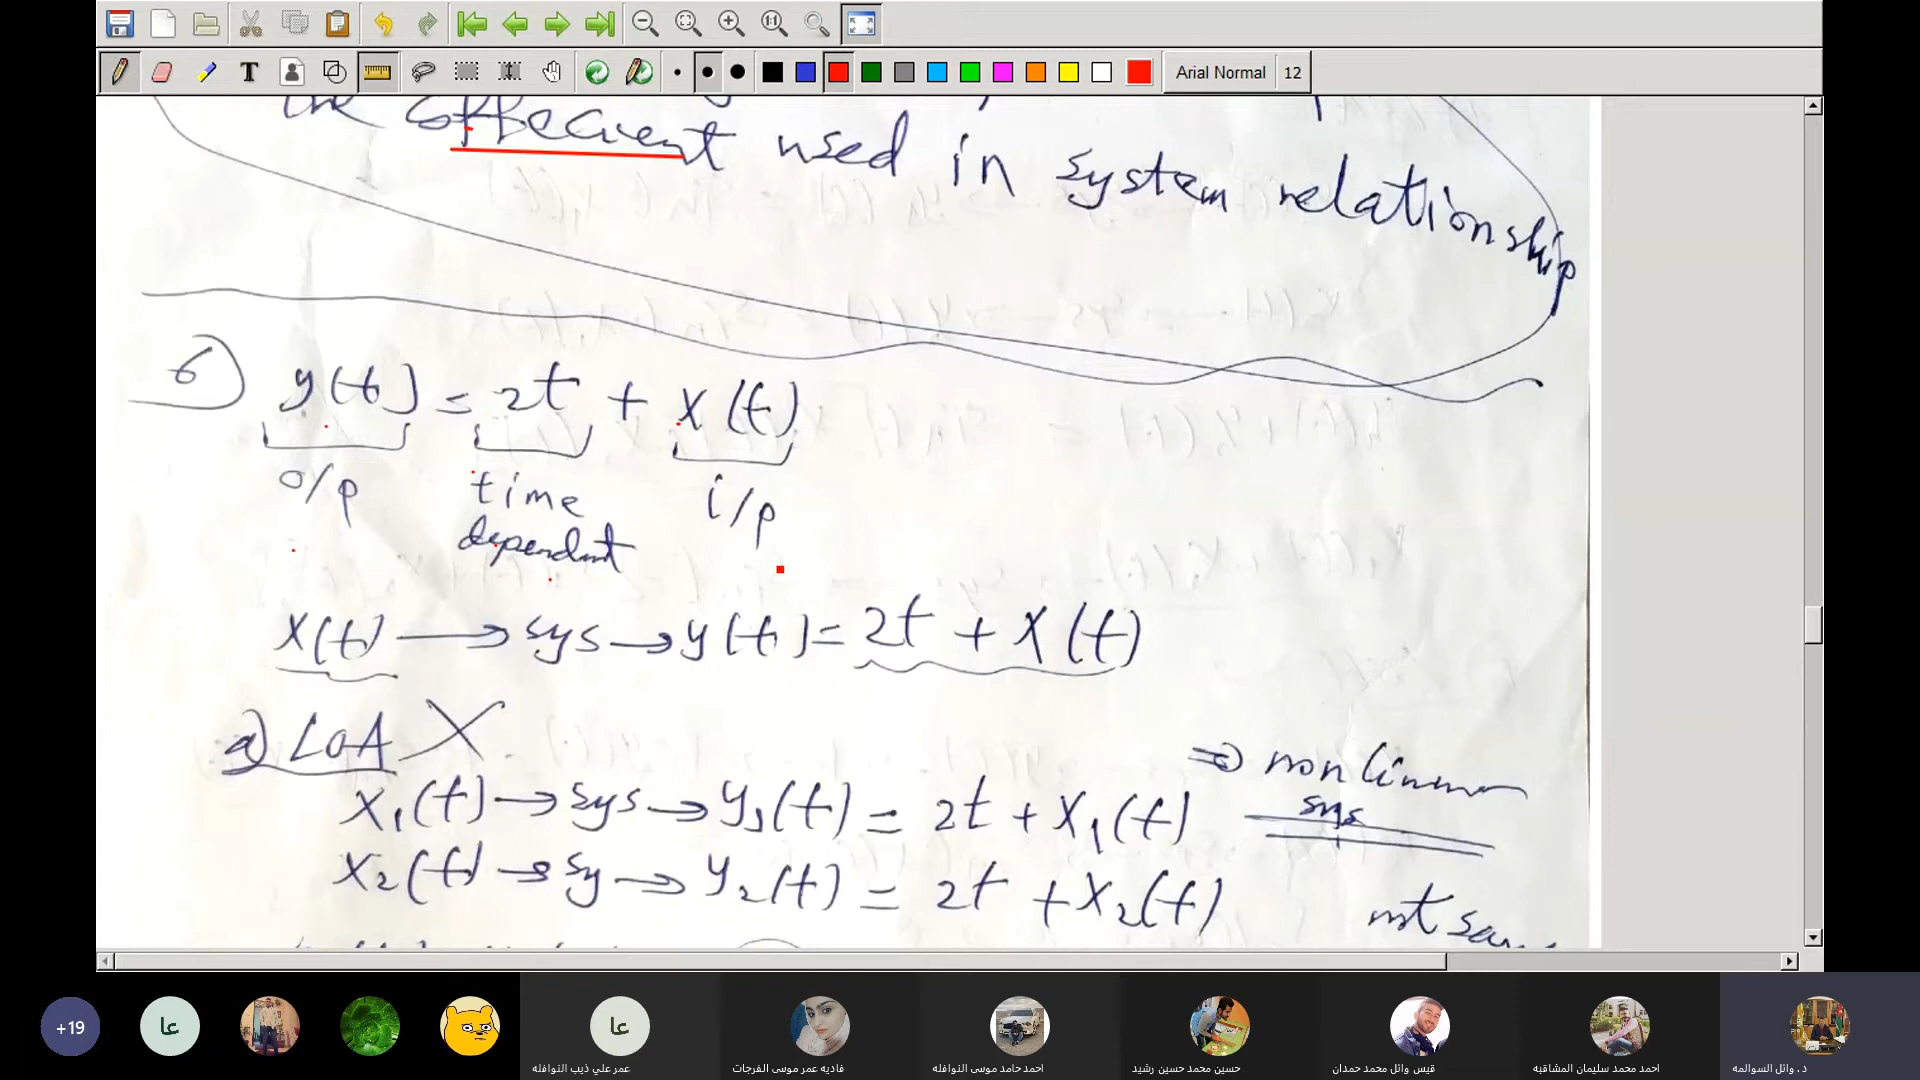 Arial Normal 12
the coffecient used in system relationship
6 y(t) = 2t + x(t)
o/p time dependent i/p
x(t) → sys → y(t) = 2t + x(t)
a) LOA X
⇒ non linear sys
x₁(t) → sys → y₁(t) = 2t + x₁(t)
x₂(t) → sy → y₂(t) = 2t + x₂(t)
not
+19
عا
عا
عمر علي ذيب النوافله
فاديه عمر موسى الفرجات
احمد حامد موسى النوافله
حسين محمد حسين رشيد
قيس وائل محمد حمدان
احمد محمد سليمان المشاقبه
د. وائل السوالمه